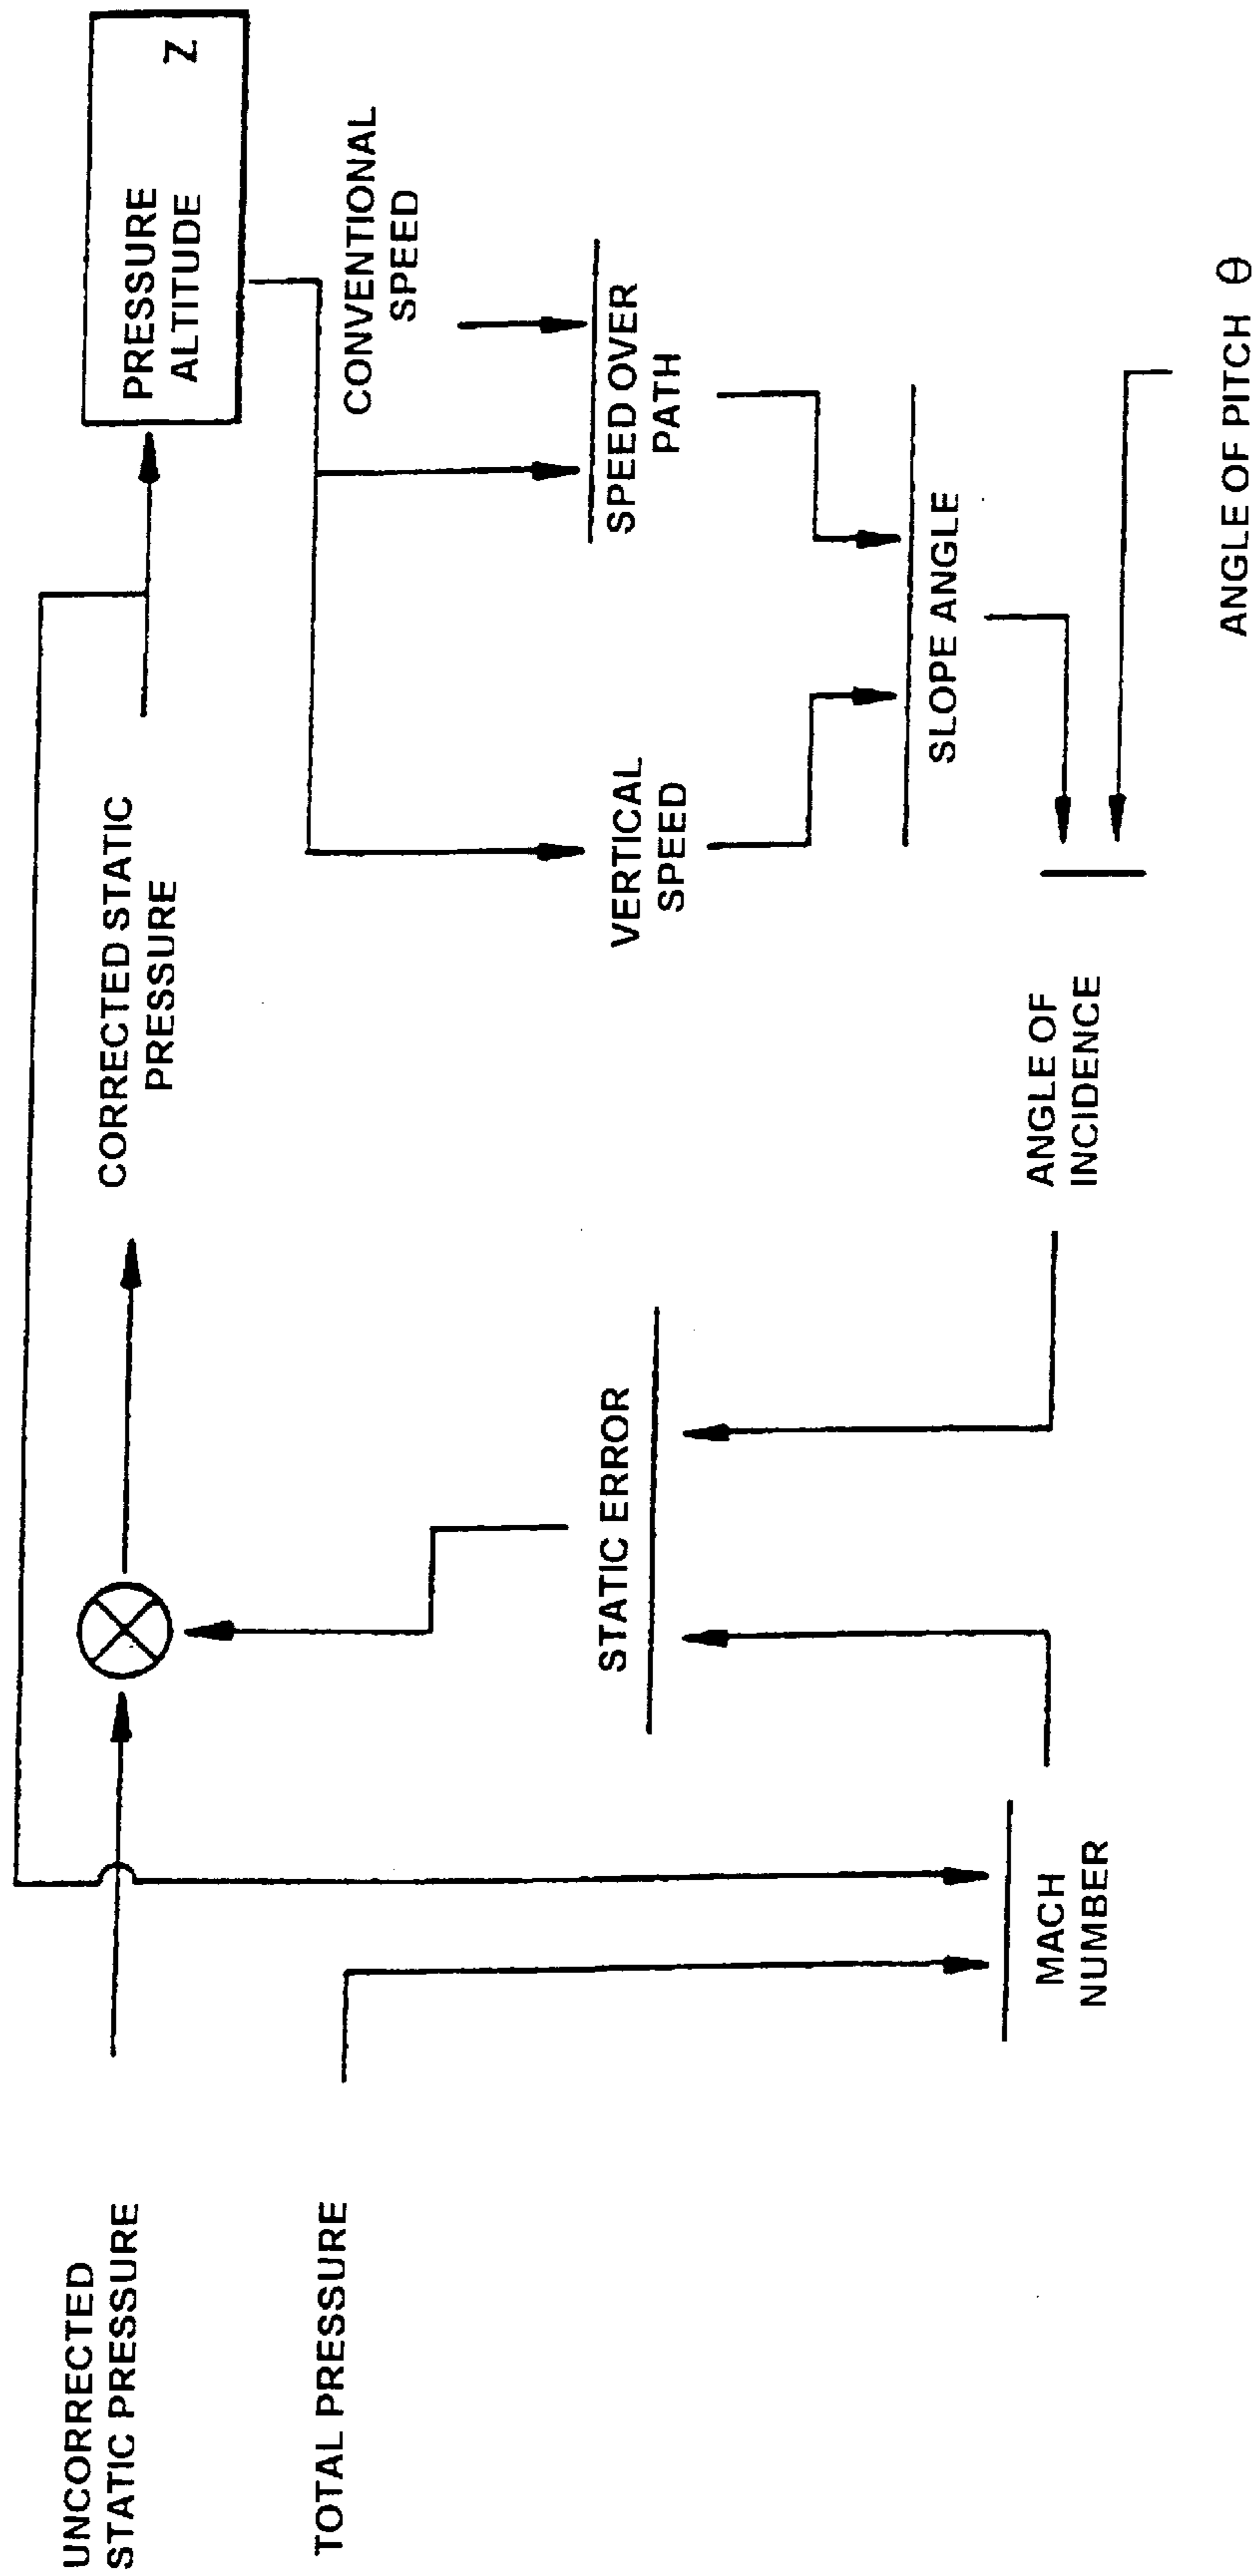 UNCORRECTED
STATIC PRESSURE
CORRECTED STATIC
PRESSURE
PRESSURE
ALTITUDE
Z
TOTAL PRESSURE
CONVENTIONAL
SPEED
STATIC ERROR
VERTICAL
SPEED
SPEED OVER
PATH
SLOPE ANGLE
MACH
NUMBER
ANGLE OF
INCIDENCE
ANGLE OF PITCH θ